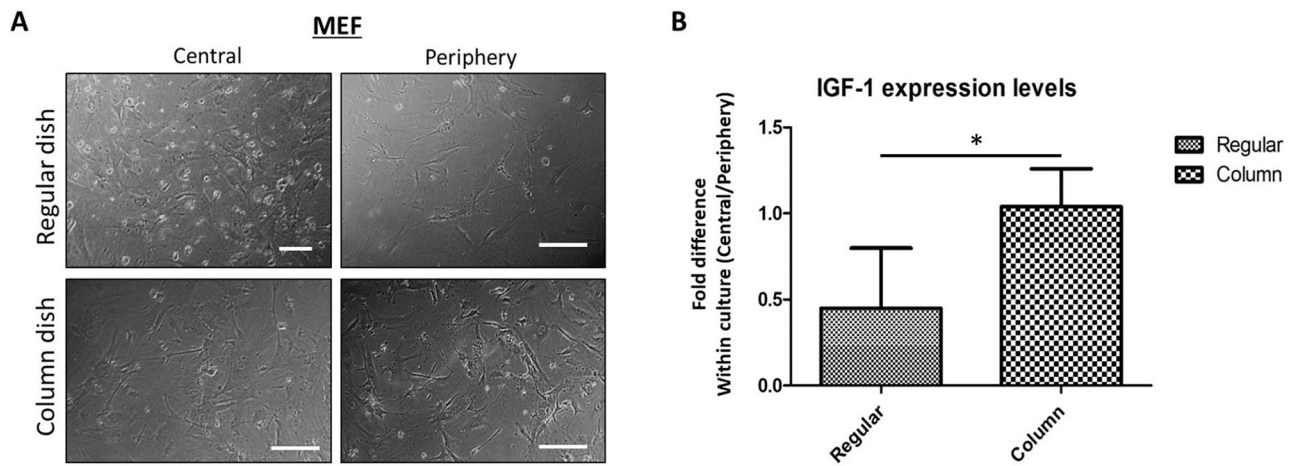 A
MEF
Central
Periphery
Regular dish
Column dish
B
IGF-1 expression levels
Fold difference
Within culture (Central/Periphery)
1.5
1.0
0.5
0.0
*
Regular
Column
Regular
Column